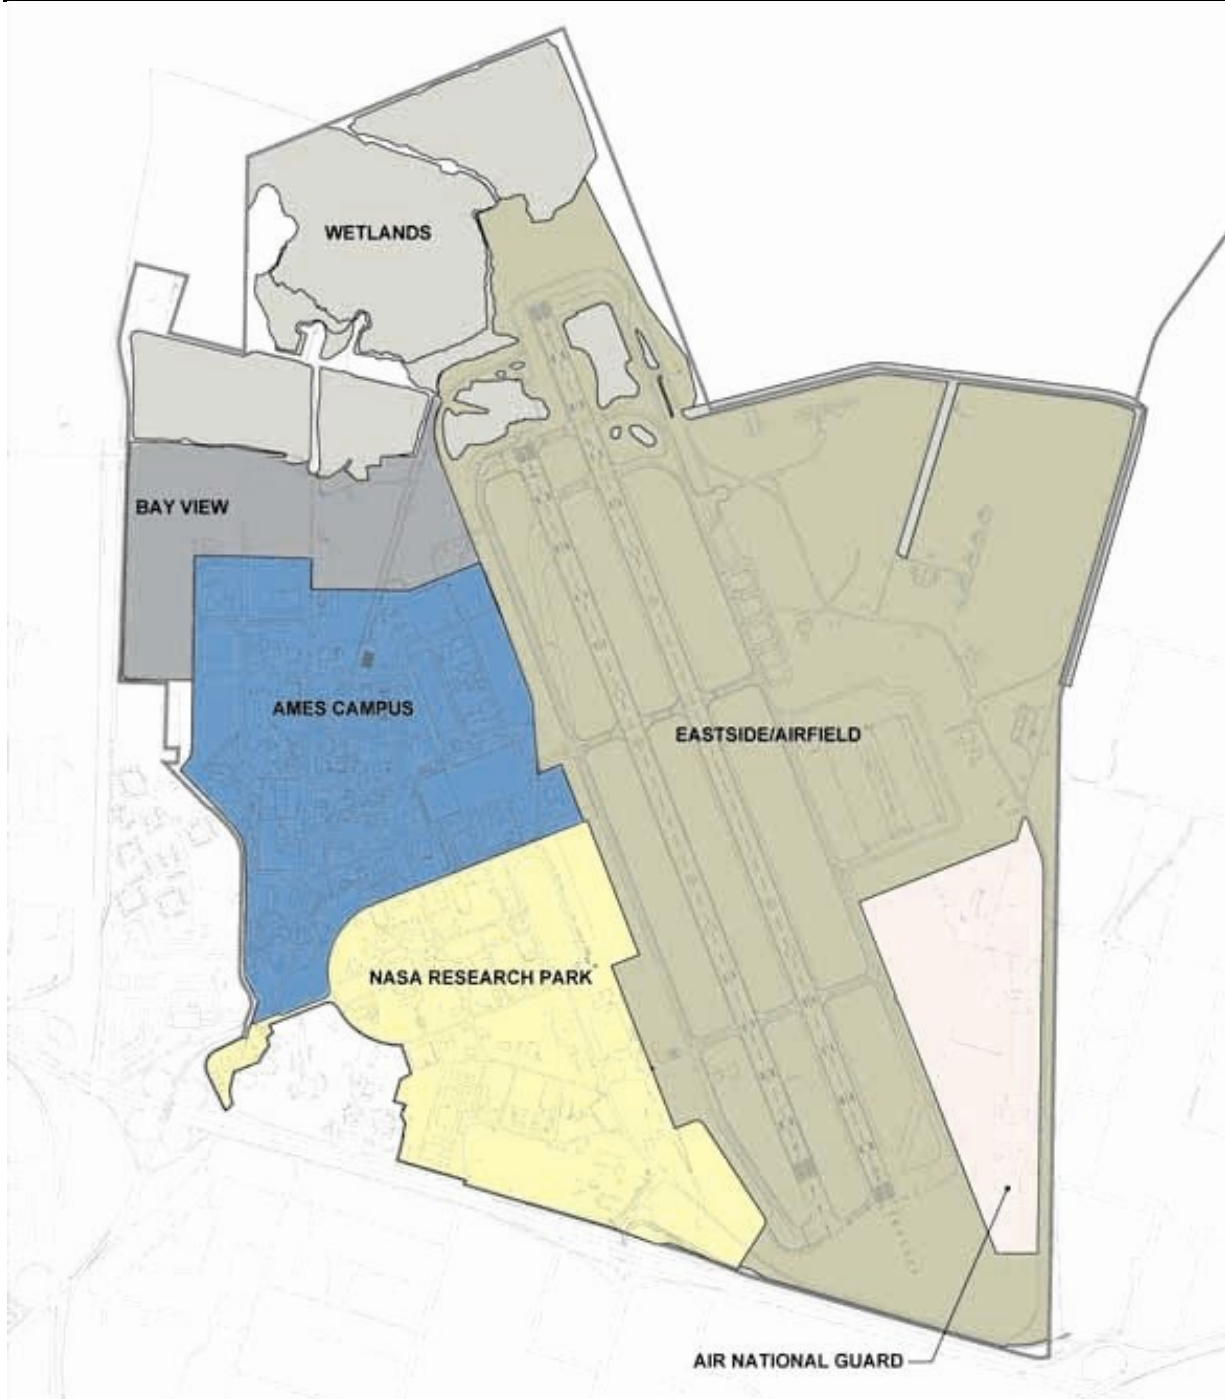 WETLANDS
BAY VIEW
AMES CAMPUS
EASTSIDE/AIRFIELD
NASA RESEARCH PARK
AIR NATIONAL GUARD